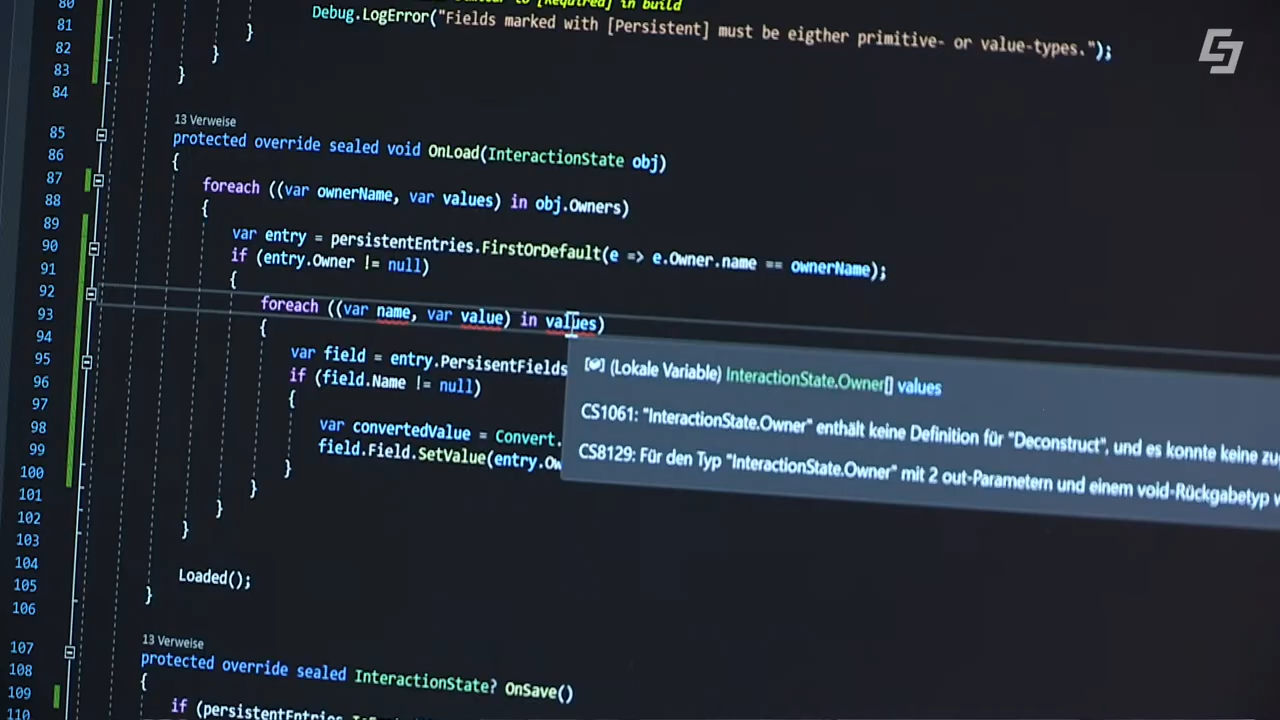 80 [Required] in build
81 Debug.LogError("Fields marked with [Persistent] must be eigther primitive- or value-types.");
82 }
83 }
84 }
13 Verweise
85 protected override sealed void OnLoad(InteractionState obj)
86 {
87 foreach ((var ownerName, var values) in obj.Owners)
88 {
89 var entry = persistentEntries.FirstOrDefault(e => e.Owner.name == ownerName);
90 if (entry.Owner != null)
91 {
92 foreach ((var name, var value) in values)
93 {
94 var field = entry.PersisentFields
95 if (field.Name != null)
96 {
97 var convertedValue = Convert.
98 field.Field.SetValue(entry.Ow
99 }
100 }
101 }
102 }
103
104 Loaded();
105 }
106
(Lokale Variable) InteractionState.Owner[] values
CS1061: "InteractionState.Owner" enthält keine Definition für "Deconstruct", und es konnte keine zu
CS8129: Für den Typ "InteractionState.Owner" mit 2 out-Parametern und einem void-Rückgabetyp
13 Verweise
107 protected override sealed InteractionState? OnSave()
108 {
109 if (persistentEntries.
110